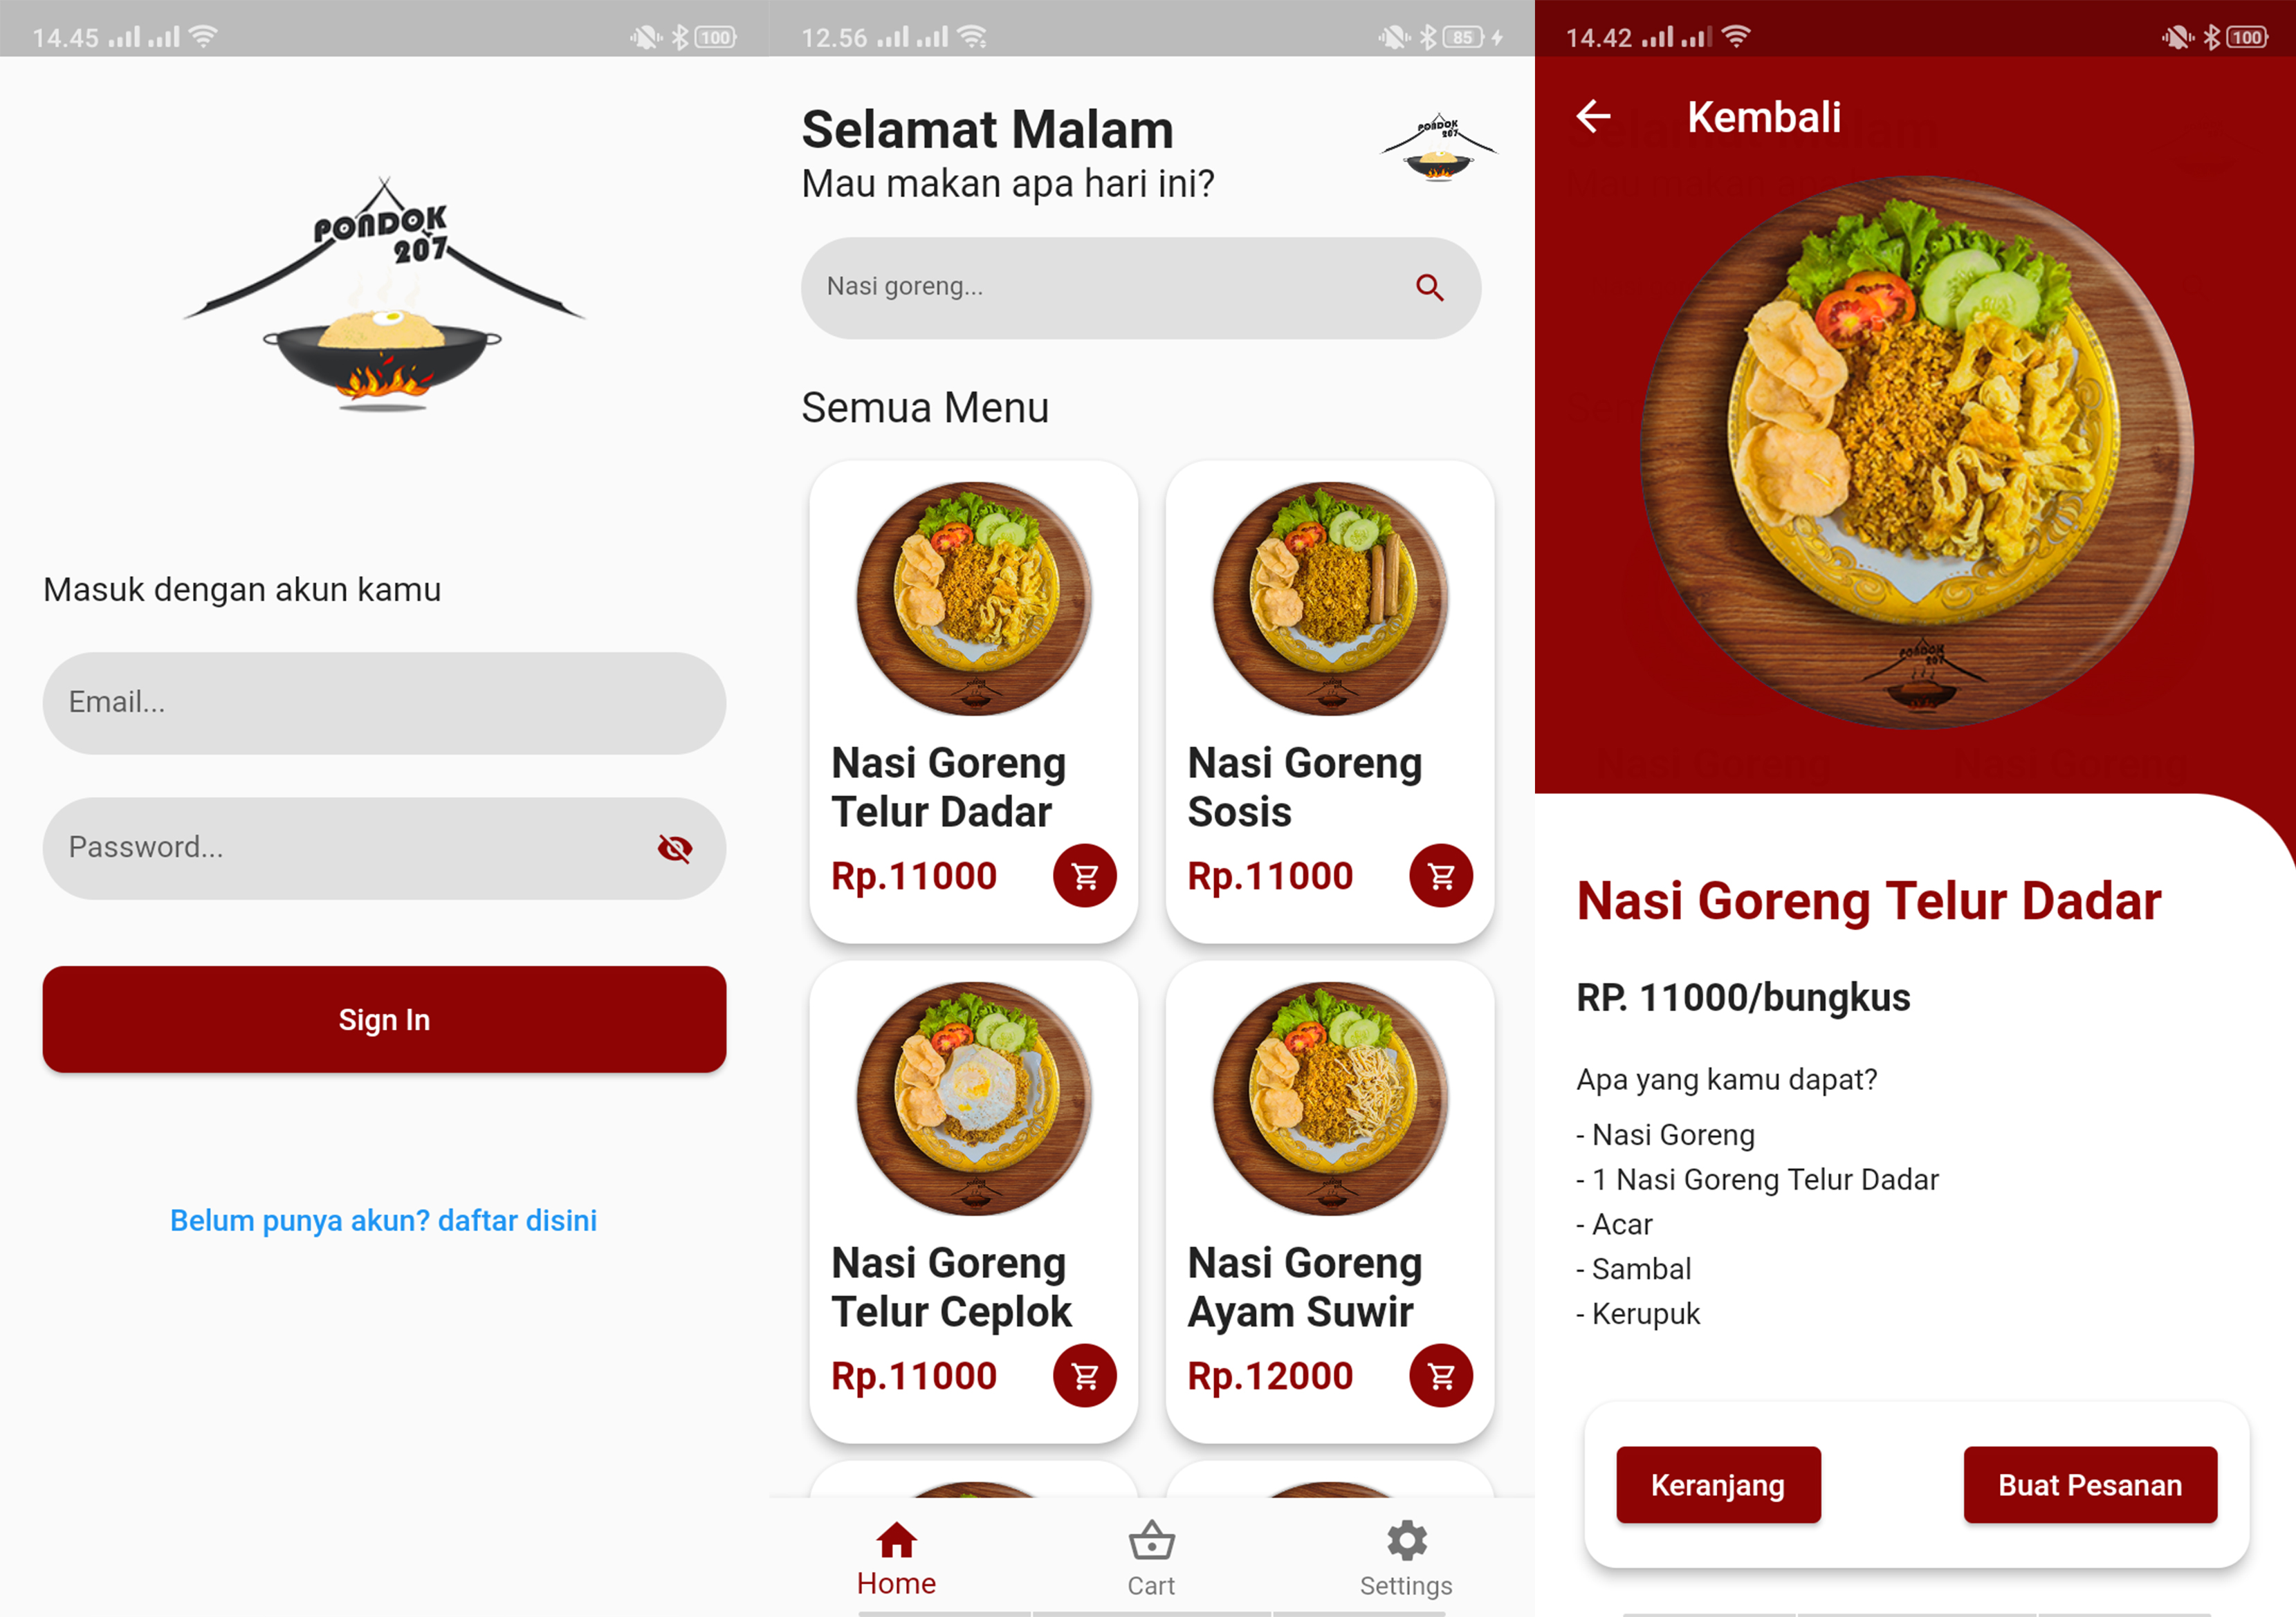 14.45
100
PONDOK
207
Masuk dengan akun kamu
Email...
Password...
Sign In
Belum punya akun? daftar disini
12.56
85
Selamat Malam
Mau makan apa hari ini?
PONDOK
207
Nasi goreng...
Semua Menu
Nasi Goreng
Telur Dadar
Rp.11000
Nasi Goreng
Sosis
Rp.11000
Nasi Goreng
Telur Ceplok
Rp.11000
Nasi Goreng
Ayam Suwir
Rp.12000
Home
Cart
Settings
14.42
100
Kembali
PONDOK
207
Nasi Goreng Telur Dadar
RP. 11000/bungkus
Apa yang kamu dapat?
- Nasi Goreng
- 1 Nasi Goreng Telur Dadar
- Acar
- Sambal
- Kerupuk
Keranjang
Buat Pesanan